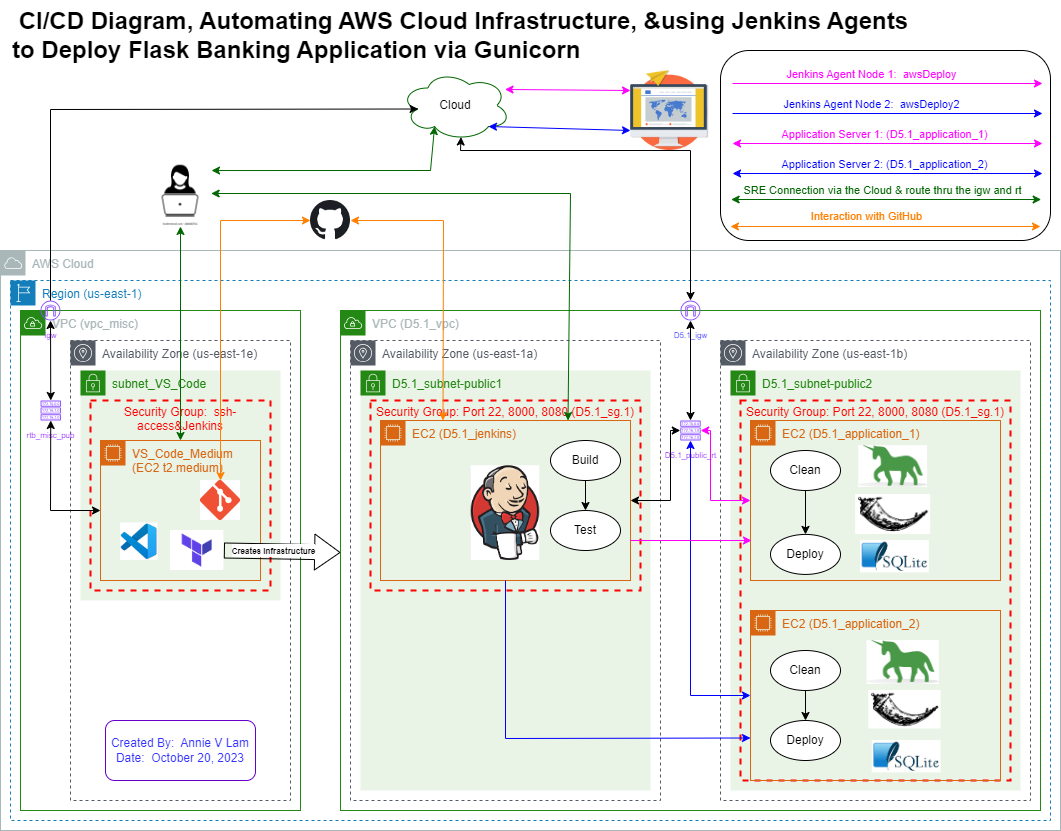 CI/CD Diagram, Automating AWS Cloud Infrastructure, &using Jenkins Agents
to Deploy Flask Banking Application via Gunicorn
Cloud
Jenkins Agent Node 1: awsDeploy
Jenkins Agent Node 2: awsDeploy2
Application Server 1: (D5.1_application_1)
Application Server 2: (D5.1_application_2)
SRE Connection via the Cloud & route thru the igw and rt
Interaction with GitHub
AWS Cloud
Region (us-east-1)
VPC (vpc_misc)
igw
Availability Zone (us-east-1e)
subnet_VS_Code
Security Group: ssh-
access&Jenkins
rtb_misc_pub
VS_Code_Medium
(EC2 t2.medium)
Creates Infrastructure
Created By: Annie V Lam
Date: October 20, 2023
VPC (D5.1_vpc)
D5.1_igw
Availability Zone (us-east-1a)
D5.1_subnet-public1
Security Group: Port 22, 8000, 8080 (D5.1_sg.1)
EC2 (D5.1_jenkins)
Build
Test
D5.1_public_rt
Availability Zone (us-east-1b)
D5.1_subnet-public2
Security Group: Port 22, 8000, 8080 (D5.1_sg.1)
EC2 (D5.1_application_1)
Clean
Deploy
SQLite
EC2 (D5.1_application_2)
Clean
Deploy
SQLite